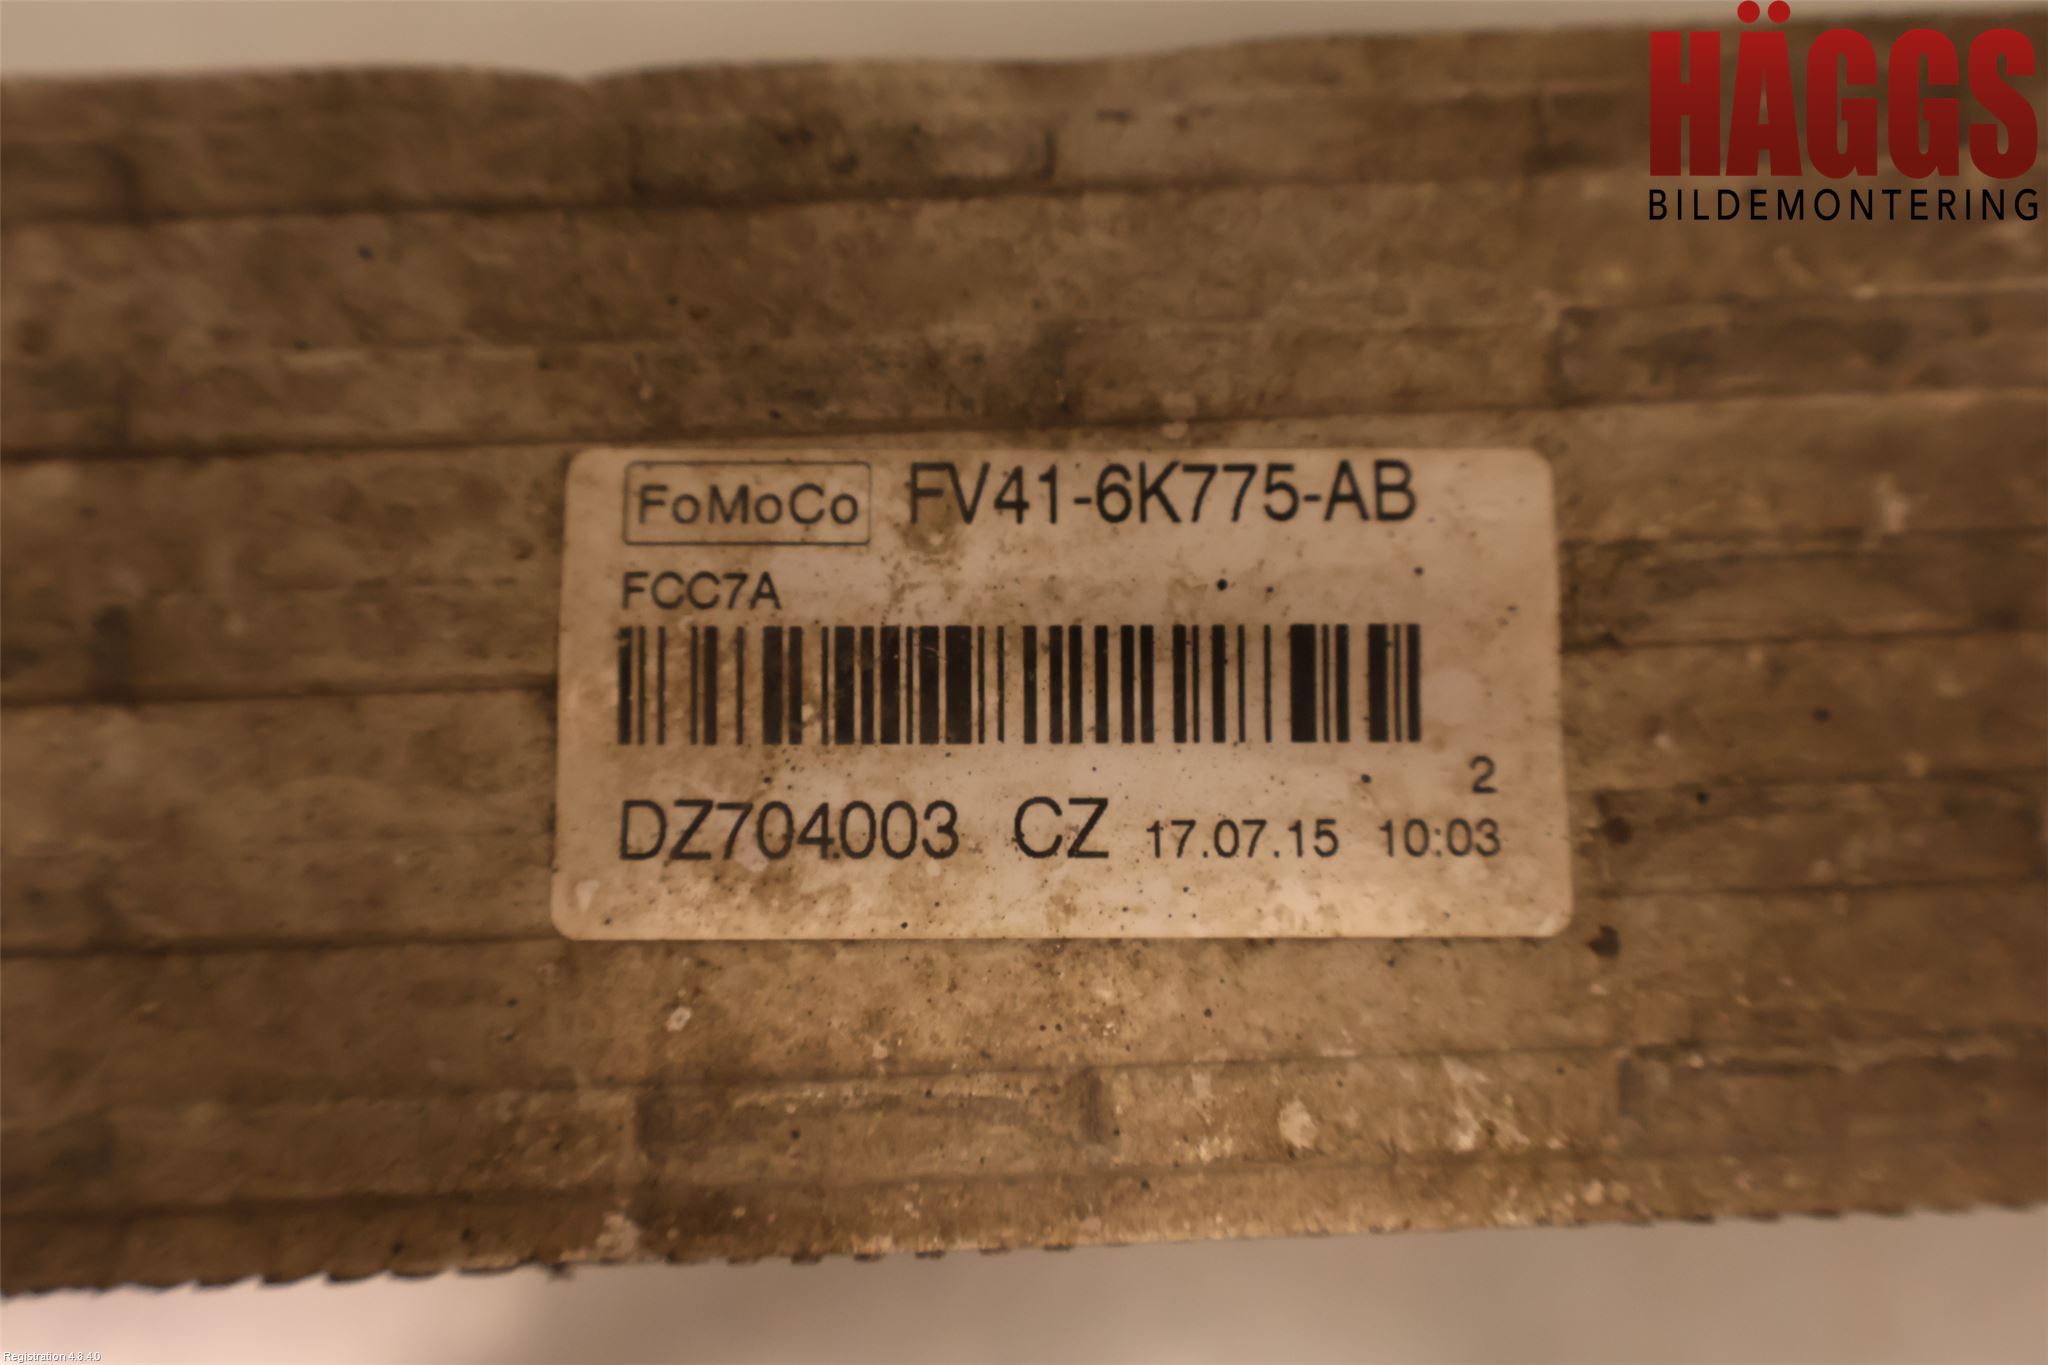 HÄGGS
BILDEMONTERING
FoMoCo FV41-6K775-AB
FCC7A
2
DZ704003 CZ 17.07.15 10:03
Registration 4.8.4.0